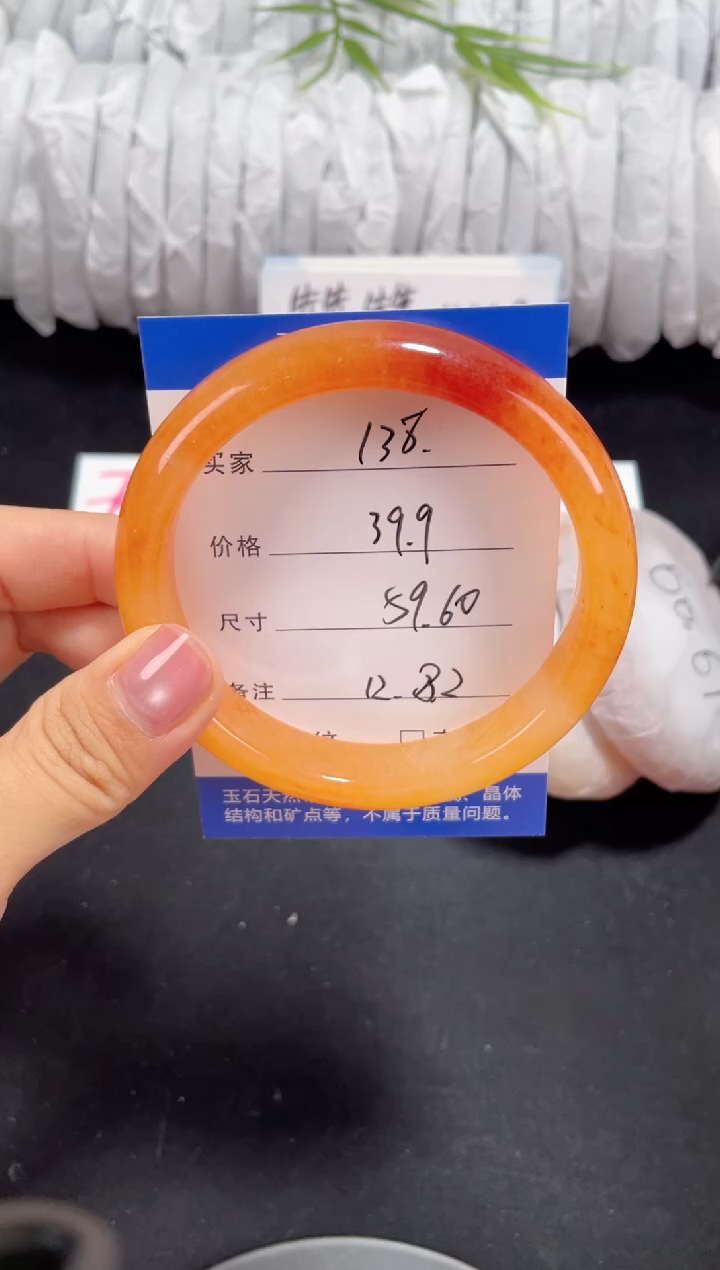 买家 138.
价格 39.9
尺寸 59.60
备注 12.82
玉石天然
晶体
结构和矿点等，不属于质量问题。